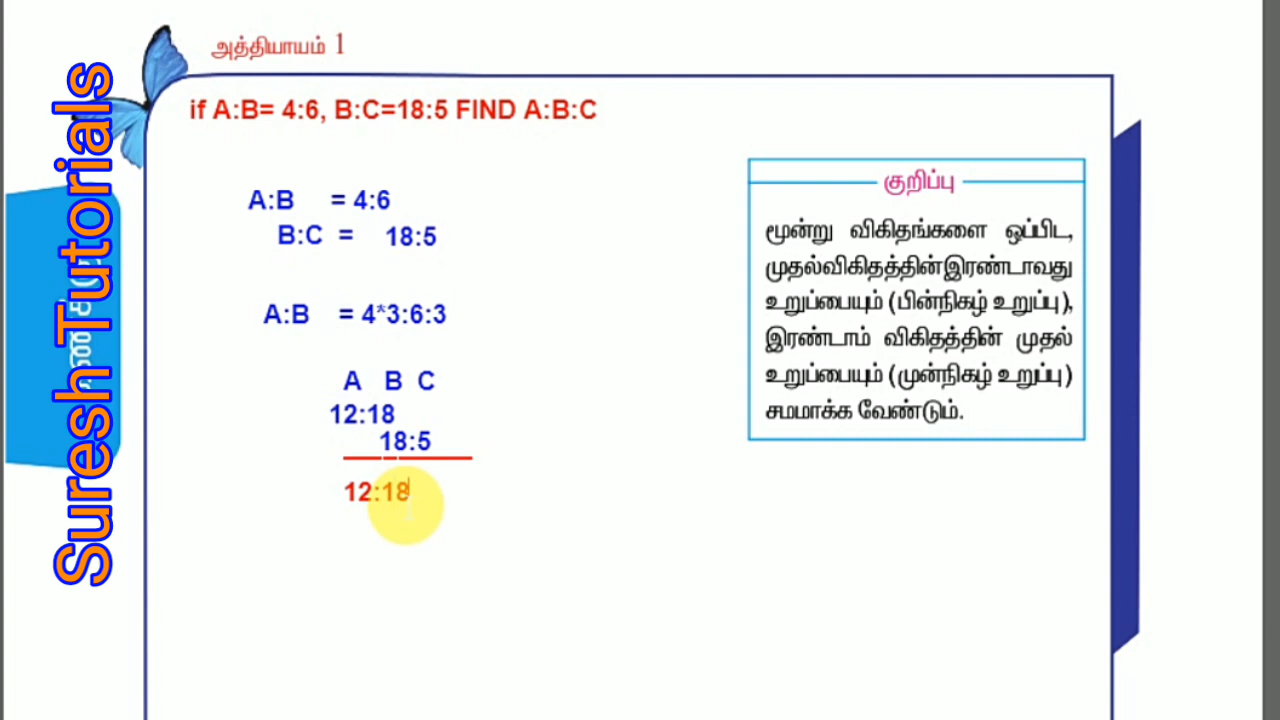 அத்தியாயம் 1
if A:B= 4:6, B:C=18:5 FIND A:B:C
Suresh Tutorials
A:B = 4:6
B:C = 18:5
A:B = 4*3:6:3
A B C
12:18
18:5
12:18
குறிப்பு
மூன்று விகிதங்களை ஒப்பிட,
முதல்விகிதத்தின்இரண்டாவது
உறுப்பையும் (பின்நிகழ் உறுப்பு),
இரண்டாம் விகிதத்தின் முதல்
உறுப்பையும் (முன்நிகழ் உறுப்பு)
சமமாக்க வேண்டும்.